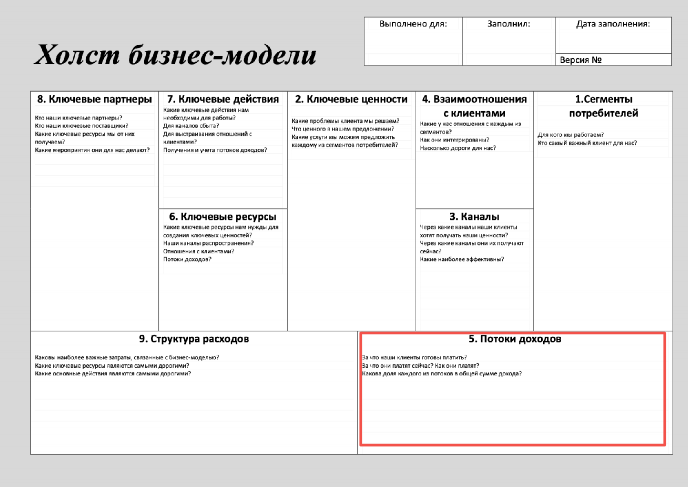 Холст бизнес-модели
Выполнено для:
Заполнил:
Дата заполнения:
Версия №
8. Ключевые партнеры
Кто наши ключевые партнеры?
Кто наши ключевые поставщики?
Какие ключевые ресурсы мы от них
получаем?
Какие мероприятия они для нас делают?
7. Ключевые действия
Какие ключевые действия нам
необходимы для работы?
Для каналов сбыта?
Для выстраивания отношений с
клиентами?
Получения и учета потоков доходов?
6. Ключевые ресурсы
Какие ключевые ресурсы нам нужны для
создания ключевых ценностей?
Наши каналы распространения?
Отношения с клиентами?
Потоки доходов?
2. Ключевые ценности
Какие проблемы клиента мы решаем?
Что ценного в нашем предложении?
Какие услуги вы можете предложить
каждому из сегментов потребителей?
4. Взаимоотношения
с клиентами
Какие у нас отношения с каждым из
сегментов?
Как они интегрированы?
Насколько дороги для нас?
3. Каналы
Через какие каналы наши клиенты
хотят получать наши ценности?
Через какие каналы они их получают
сейчас?
Какие наиболее эффективны?
1.Сегменты
потребителей
Для кого мы работаем?
Кто самый важный клиент для нас?
9. Структура расходов
Каковы наиболее важные затраты, связанные с бизнес-моделью?
Какие ключевые ресурсы являются самыми дорогими?
Какие основные действия являются самыми дорогими?
5. Потоки доходов
За что наши клиенты готовы платить?
За что они платят сейчас? Как они платят?
Какова доля каждого из потоков в общей сумме дохода?